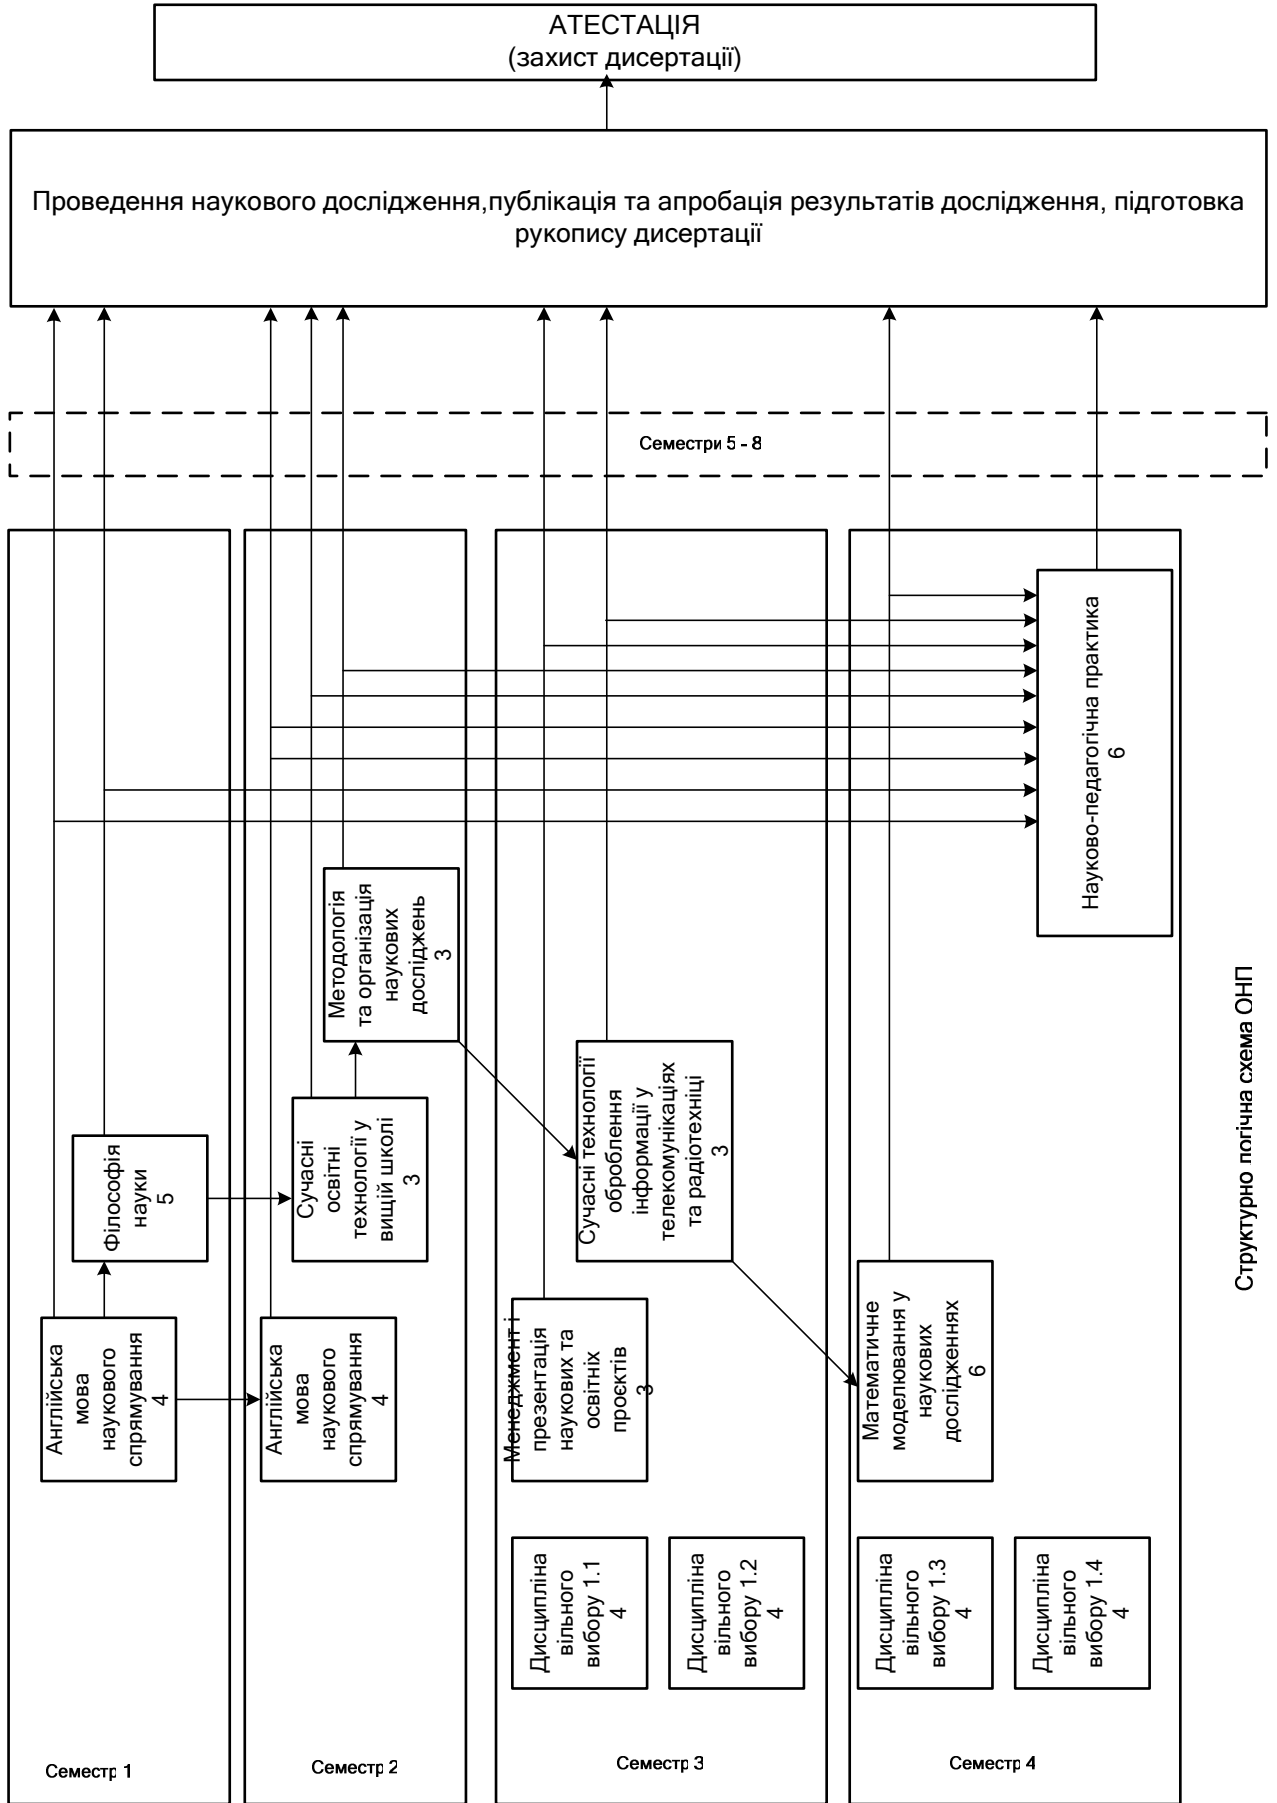 АТЕСТАЦІЯ
(захист дисертації)
Проведення наукового дослідження,публікація та апробація результатів дослідження, підготовка
рукопису дисертації
Семестри 5 - 8
Науково-педагогічна практика
6
Методологія
та організація
наукових
досліджень
3
Філософія
науки
5
Сучасні
освітні
технології у
вищій школі
3
Сучасні технології
оброблення
інформації у
телекомунікаціях
та радіотехніці
3
Англійська
мова
наукового
спрямування
4
Англійська
мова
наукового
спрямування
4
Менеджмент і
презентація
наукових та
освітніх
проєктів
3
Математичне
моделювання у
наукових
дослідженнях
6
Дисципліна
вільного
вибору 1.1
4
Дисципліна
вільного
вибору 1.2
4
Дисципліна
вільного
вибору 1.3
4
Дисципліна
вільного
вибору 1.4
4
Семестр 1
Семестр 2
Семестр 3
Семестр 4
Структурно логічна схема ОНП